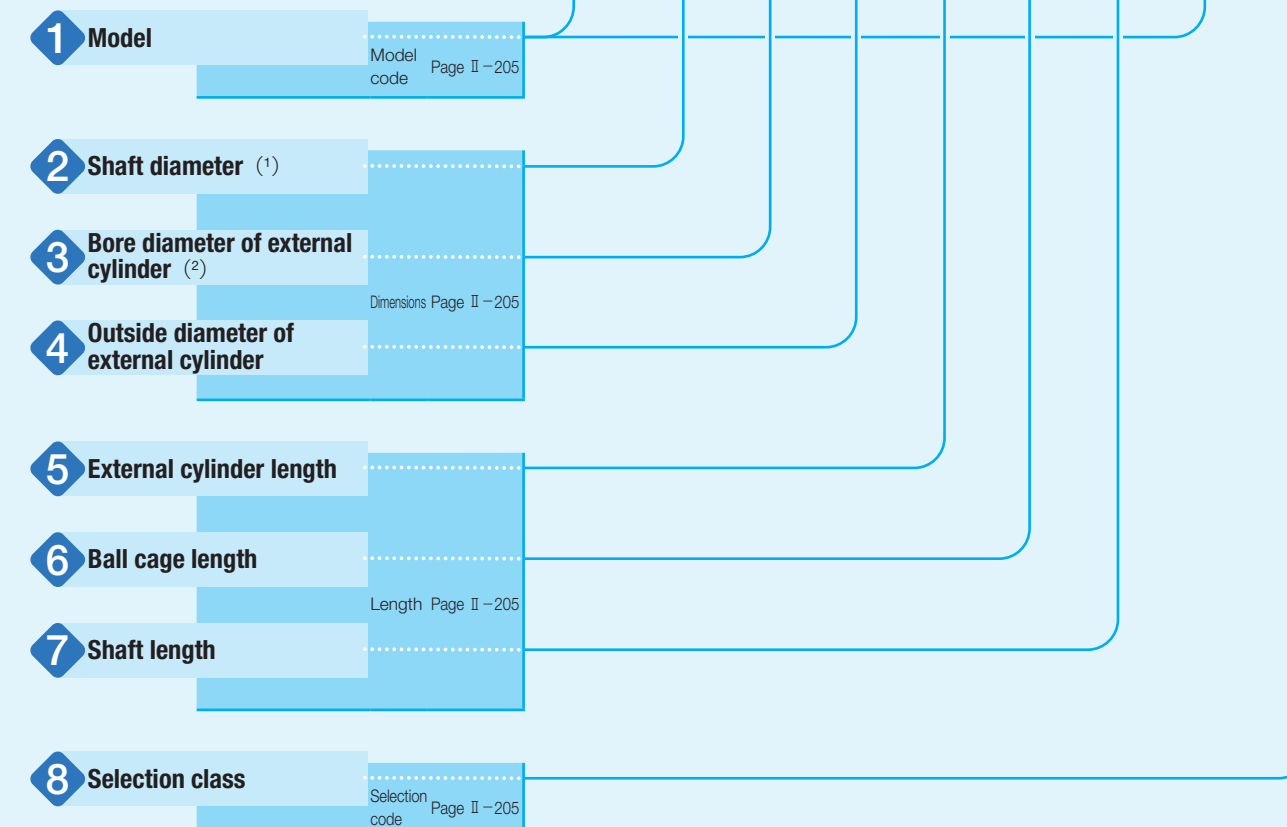 1 Model
Model
code
Page Ⅱ－205
2 Shaft diameter （¹）
3 Bore diameter of external
cylinder （²）
Dimensions Page Ⅱ－205
4 Outside diameter of
external cylinder
5 External cylinder length
6 Ball cage length
Length Page Ⅱ－205
7 Shaft length
8 Selection class
Selection
code
Page Ⅱ－205